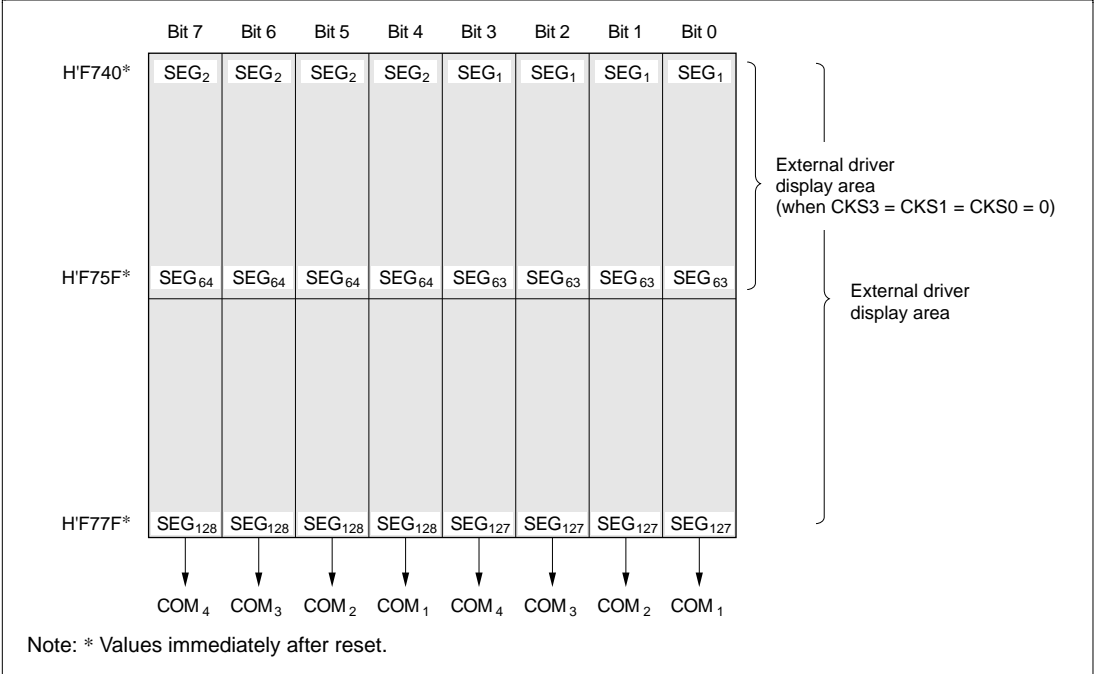 Bit 7 Bit 6 Bit 5 Bit 4 Bit 3 Bit 2 Bit 1 Bit 0
H'F740* SEG2 SEG2 SEG2 SEG2 SEG1 SEG1 SEG1 SEG1
External driver
display area
(when CKS3 = CKS1 = CKS0 = 0)
H'F75F* SEG64 SEG64 SEG64 SEG64 SEG63 SEG63 SEG63 SEG63
External driver
display area
H'F77F* SEG128 SEG128 SEG128 SEG128 SEG127 SEG127 SEG127 SEG127
COM4 COM3 COM2 COM1 COM4 COM3 COM2 COM1
Note: * Values immediately after reset.